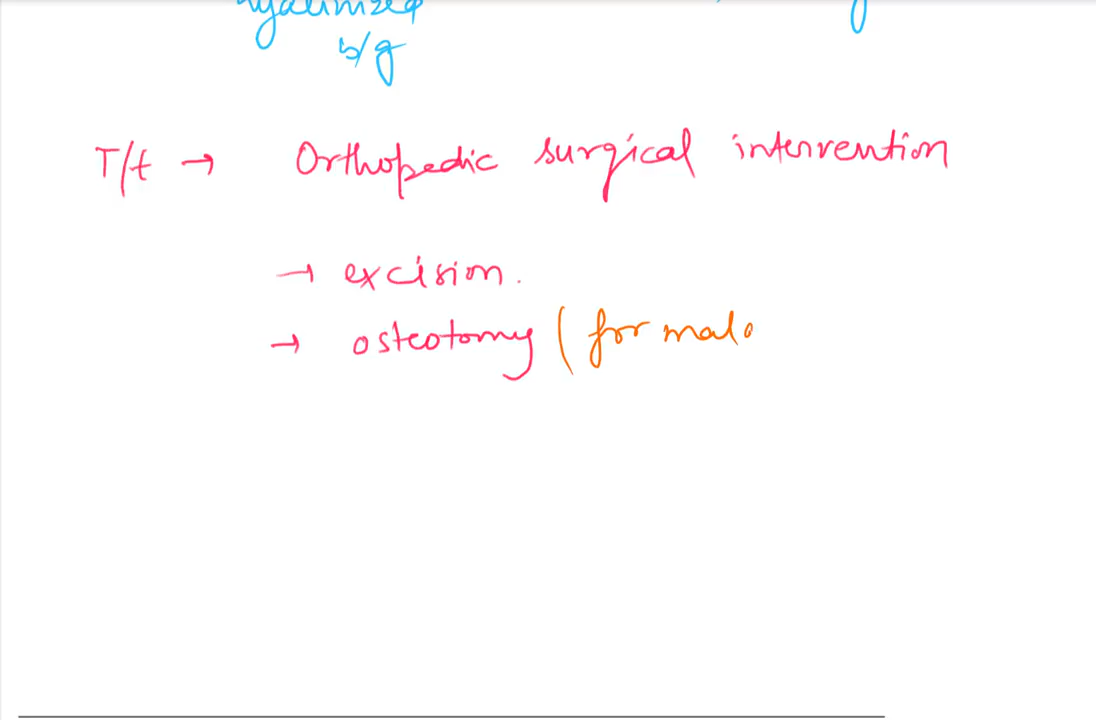 b/g
T/t → Orthopedic surgical intervention
→ excision.
→ osteotomy (for malo